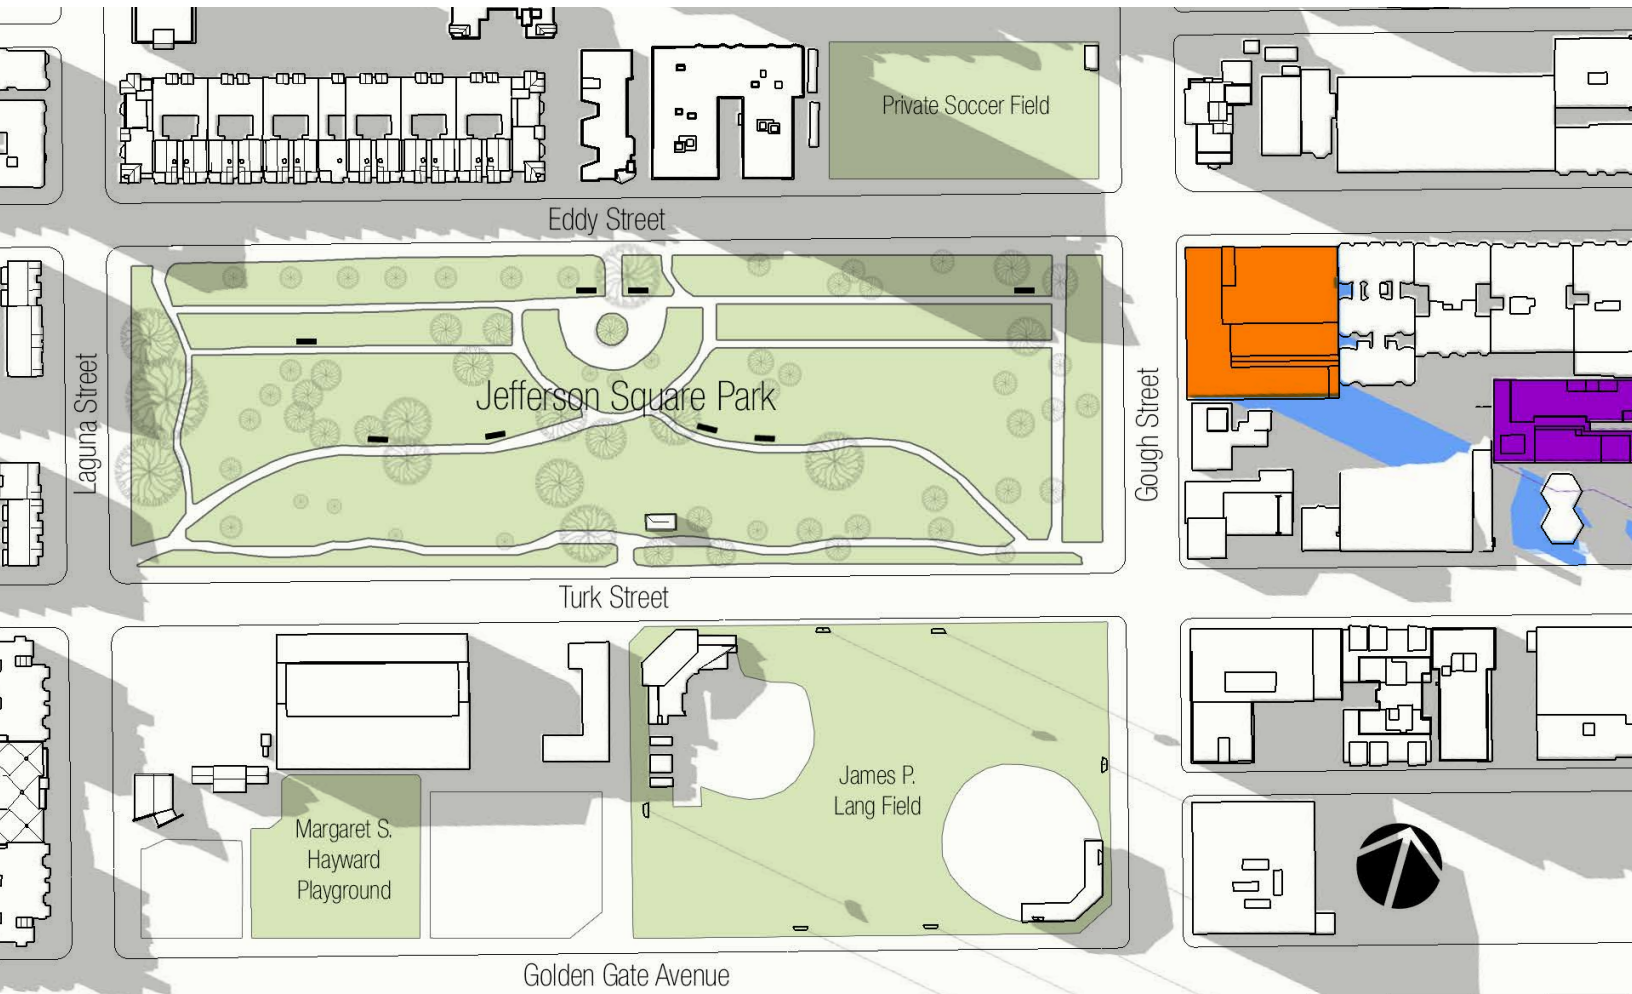 Private Soccer Field
Eddy Street
Jefferson Square Park
Laguna Street
Gough Street
Turk Street
James P.
Lang Field
Margaret S.
Hayward
Playground
Golden Gate Avenue